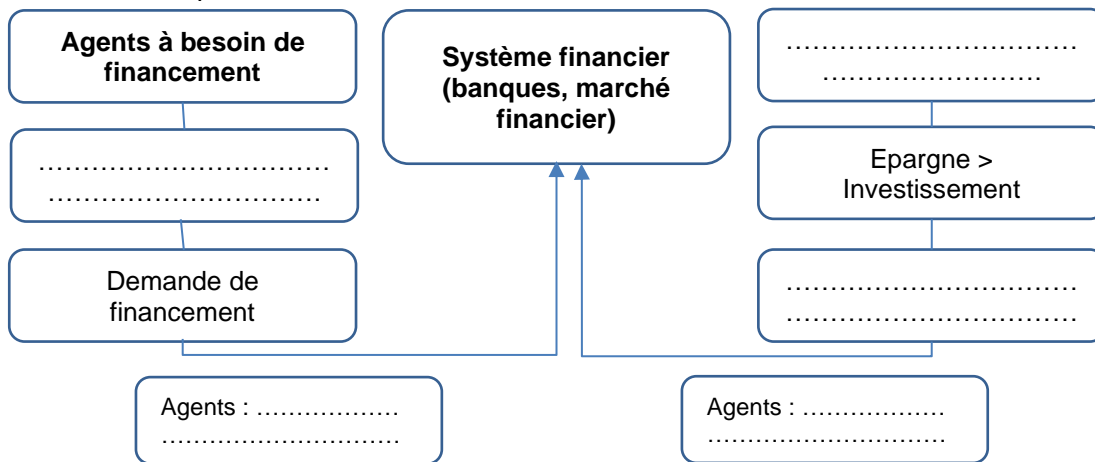 Agents à besoin de
financement
Système financier
(banques, marché
financier)
……………………………
…………………….
……………………………
………………………….
Epargne >
Investissement
Demande de
financement
……………………………
……………………………
Agents : ………………
………………………….
Agents : ………………
………………………….